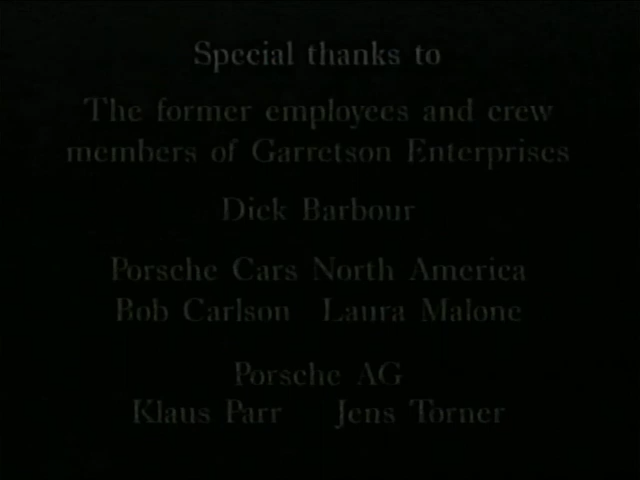 Special thanks to
The former employees and crew
members of Garretson Enterprises
Dick Barbour
Porsche Cars North America
Bob Carlson Laura Malone
Porsche AG
Klaus Parr Jens Torner